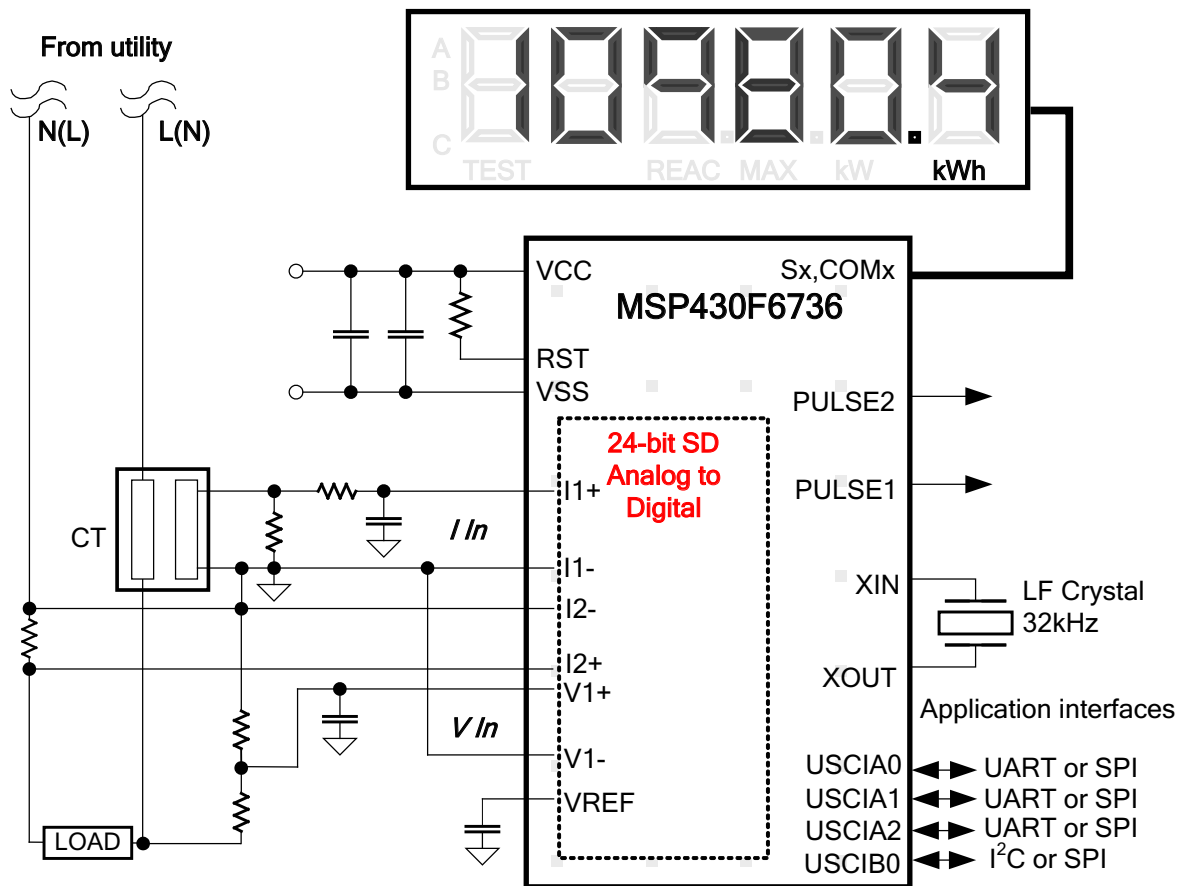 From utility
N(L)
L(N)
A
B
C
10980.4
TEST
REAC
MAX
kW
kWh
VCC
Sx,COMx
MSP430F6736
RST
VSS
PULSE2
24-bit SD
Analog to
Digital
I1+
PULSE1
CT
I In
I1-
XIN
LF Crystal
32kHz
I2-
I2+
XOUT
V1+
V In
Application interfaces
V1-
USCIA0
UART or SPI
VREF
USCIA1
UART or SPI
USCIA2
UART or SPI
LOAD
USCIB0
I²C or SPI